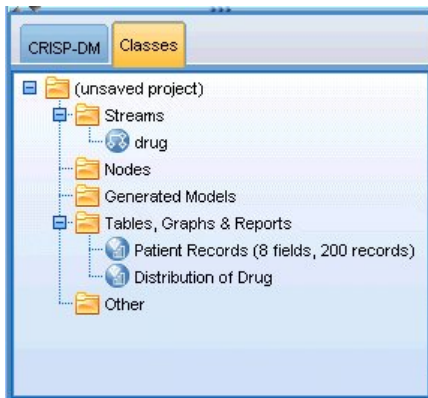 CRISP-DM Classes
(unsaved project)
Streams
drug
Nodes
Generated Models
Tables, Graphs & Reports
Patient Records (8 fields, 200 records)
Distribution of Drug
Other